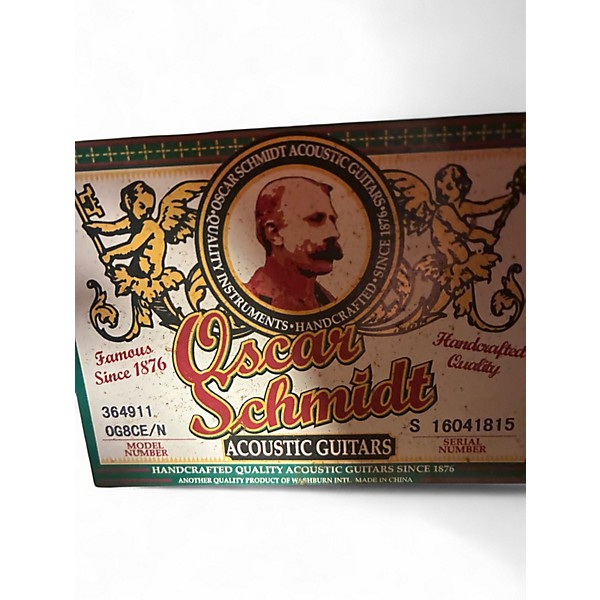 ·OSCAR SCHMIDT ACOUSTIC GUITARS·
QUALITY INSTRUMENTS·HANDCRAFTED·SINCE 1876
Famous
Since 1876
Oscar
Schmidt
Handcrafted
Quality
364911
OG8CE/N
MODEL
NUMBER
ACOUSTIC GUITARS
S 16041815
SERIAL
NUMBER
HANDCRAFTED QUALITY ACOUSTIC GUITARS SINCE 1876
ANOTHER QUALITY PRODUCT OF WASHBURN INTL. MADE IN CHINA